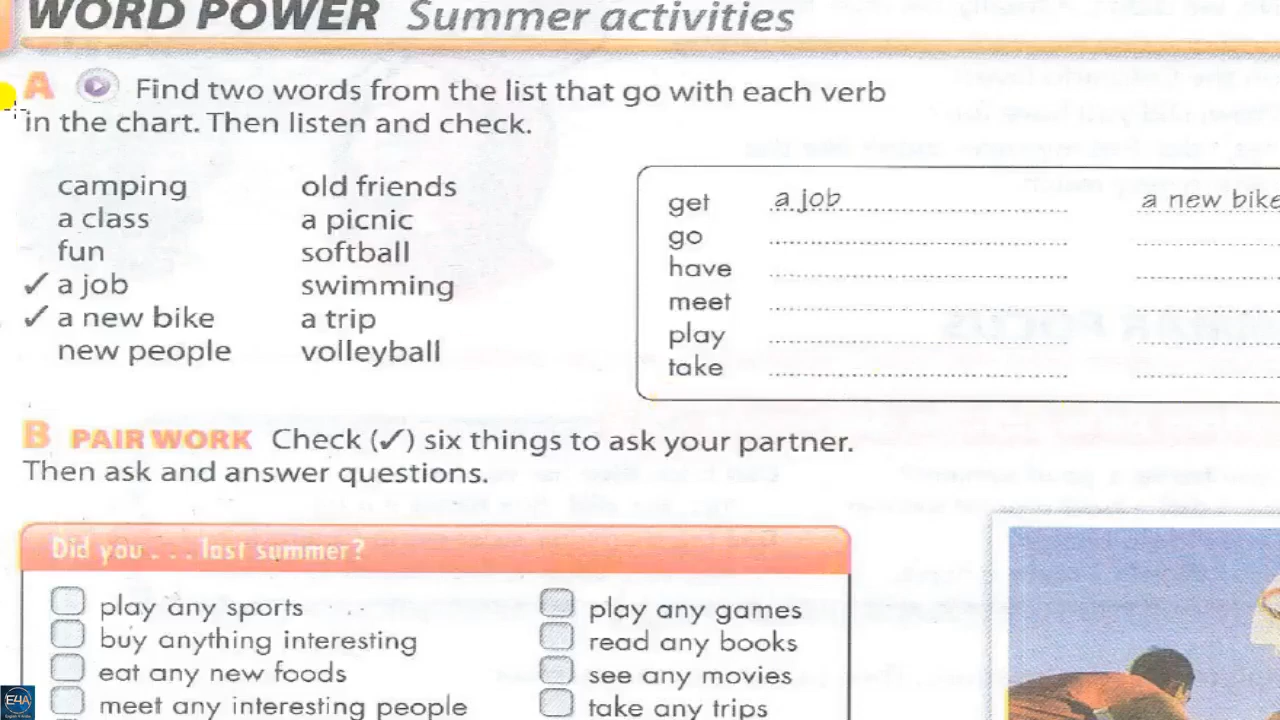 WORD POWER Summer activities
A Find two words from the list that go with each verb
in the chart. Then listen and check.
camping
a class
fun
✓ a job
✓ a new bike
new people
old friends
a picnic
softball
swimming
a trip
volleyball
get a job a new bike
go
have
meet
play
take
B PAIR WORK Check (✓) six things to ask your partner.
Then ask and answer questions.
Did you . . . last summer?
play any sports
buy anything interesting
eat any new foods
meet any interesting people
play any games
read any books
see any movies
take any trips
E4A